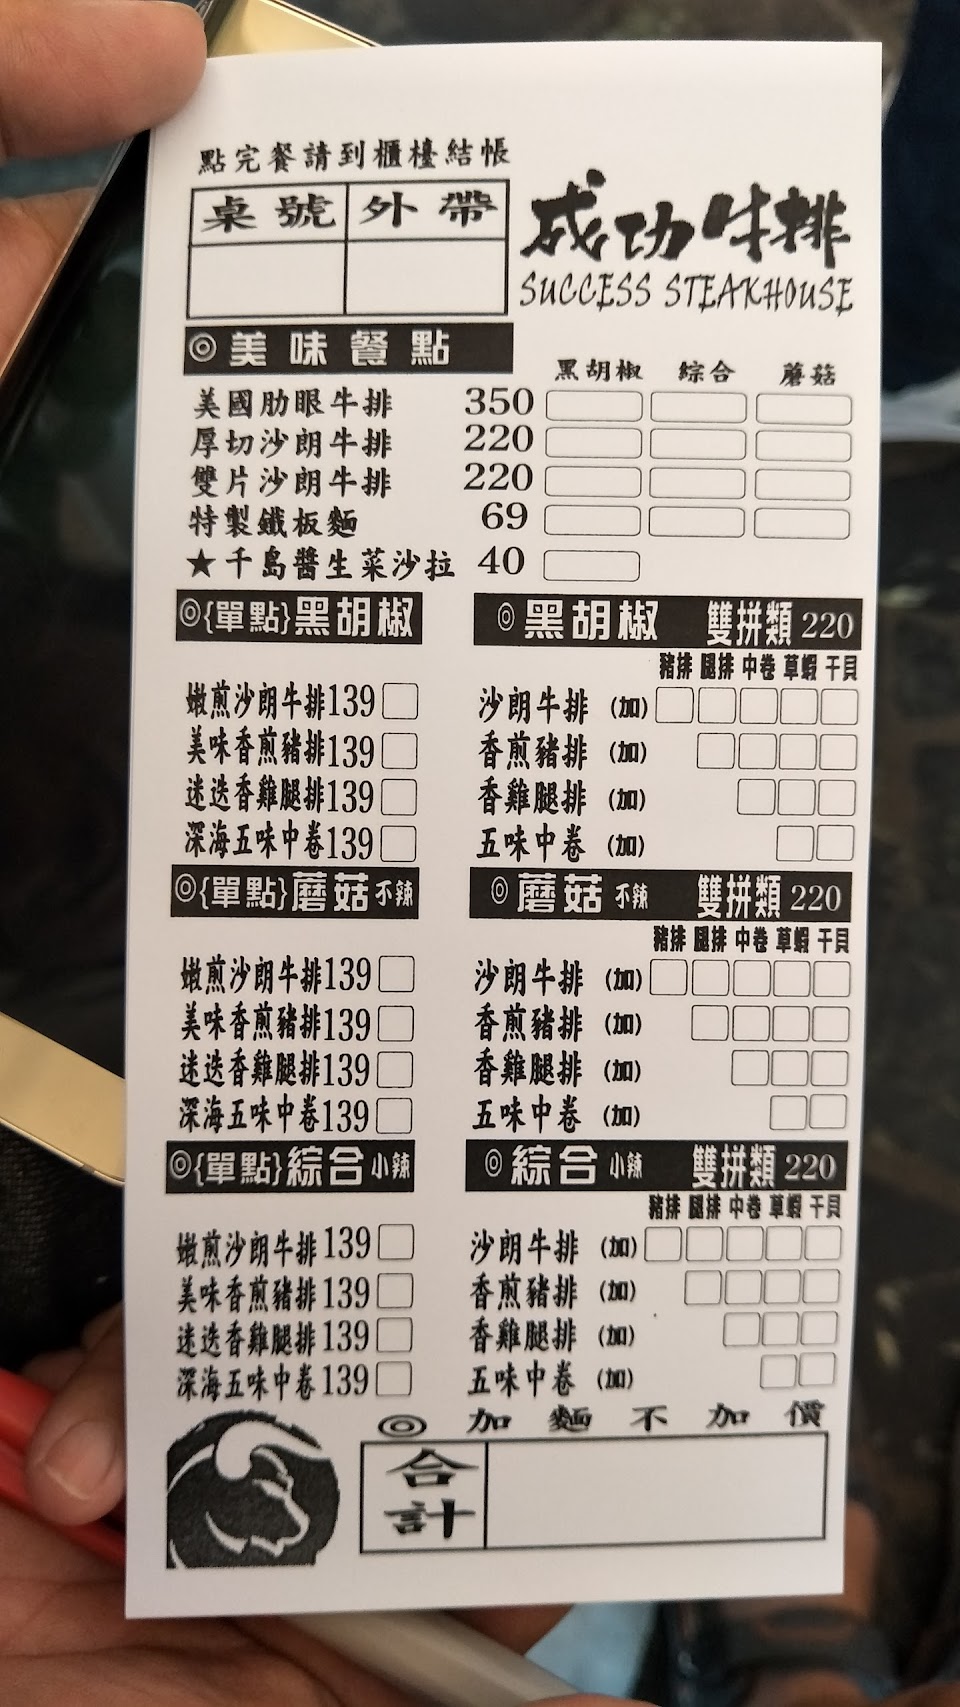 點完餐請到櫃檯結帳
桌號 外帶
成功牛排
SUCCESS STEAKHOUSE
◎美味餐點
黑胡椒 綜合 蘑菇
美國肋眼牛排 350
厚切沙朗牛排 220
雙片沙朗牛排 220
特製鐵板麵 69
★千島醬生菜沙拉 40
◎{單點}黑胡椒
嫩煎沙朗牛排139
美味香煎豬排139
迷迭香雞腿排139
深海五味中卷139
◎黑胡椒 雙拼類 220
豬排 腿排 中卷 草蝦 干貝
沙朗牛排 (加)
香煎豬排 (加)
香雞腿排 (加)
五味中卷 (加)
◎{單點}蘑菇不辣
嫩煎沙朗牛排139
美味香煎豬排139
迷迭香雞腿排139
深海五味中卷139
◎蘑菇 不辣 雙拼類 220
豬排 腿排 中卷 草蝦 干貝
沙朗牛排 (加)
香煎豬排 (加)
香雞腿排 (加)
五味中卷 (加)
◎{單點}綜合小辣
嫩煎沙朗牛排139
美味香煎豬排139
迷迭香雞腿排139
深海五味中卷139
◎綜合 小辣 雙拼類 220
豬排 腿排 中卷 草蝦 干貝
沙朗牛排 (加)
香煎豬排 (加)
香雞腿排 (加)
五味中卷 (加)
◎加麵不加價
合計